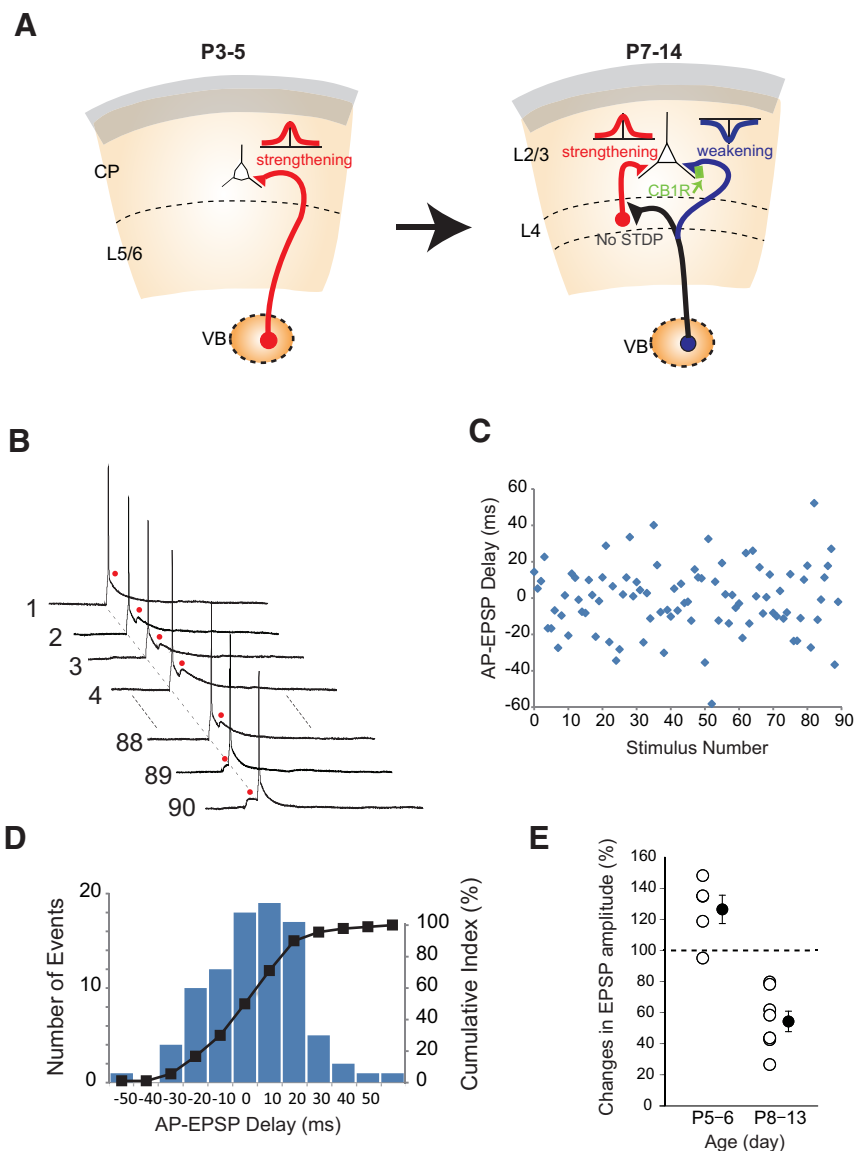 A
P3-5
P7-14
CP
strengthening
L5/6
VB
L2/3
strengthening
weakening
CB1R
L4
No STDP
VB
B
1
2
3
4
88
89
90
C
AP-EPSP Delay (ms)
60
40
20
0
-20
-40
-60
0 10 20 30 40 50 60 70 80 90
Stimulus Number
D
Number of Events
20
10
0
Cumulative Index (%)
100
80
60
40
20
0
-50 -40 -30 -20 -10 0 10 20 30 40 50
AP-EPSP Delay (ms)
E
Changes in EPSP amplitude (%)
160
140
120
100
80
60
40
20
0
P5-6 P8-13
Age (day)